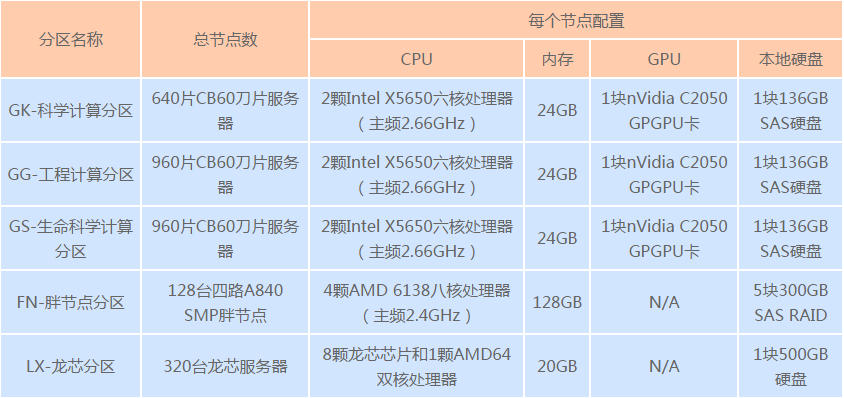 分区名称
总节点数
每个节点配置
CPU
内存
GPU
本地硬盘
GK-科学计算分区
640片CB60刀片服务
器
2颗Intel X5650六核处理器
（主频2.66GHz）
24GB
1块nVidia C2050
GPGPU卡
1块136GB
SAS硬盘
GG-工程计算分区
960片CB60刀片服务
器
2颗Intel X5650六核处理器
（主频2.66GHz）
24GB
1块nVidia C2050
GPGPU卡
1块136GB
SAS硬盘
GS-生命科学计算
分区
960片CB60刀片服务
器
2颗Intel X5650六核处理器
（主频2.66GHz）
24GB
1块nVidia C2050
GPGPU卡
1块136GB
SAS硬盘
FN-胖节点分区
128台四路A840
SMP胖节点
4颗AMD 6138八核处理器
（主频2.4GHz）
128GB
N/A
5块300GB
SAS RAID
LX-龙芯分区
320台龙芯服务器
8颗龙芯芯片和1颗AMD64
双核处理器
20GB
N/A
1块500GB
硬盘